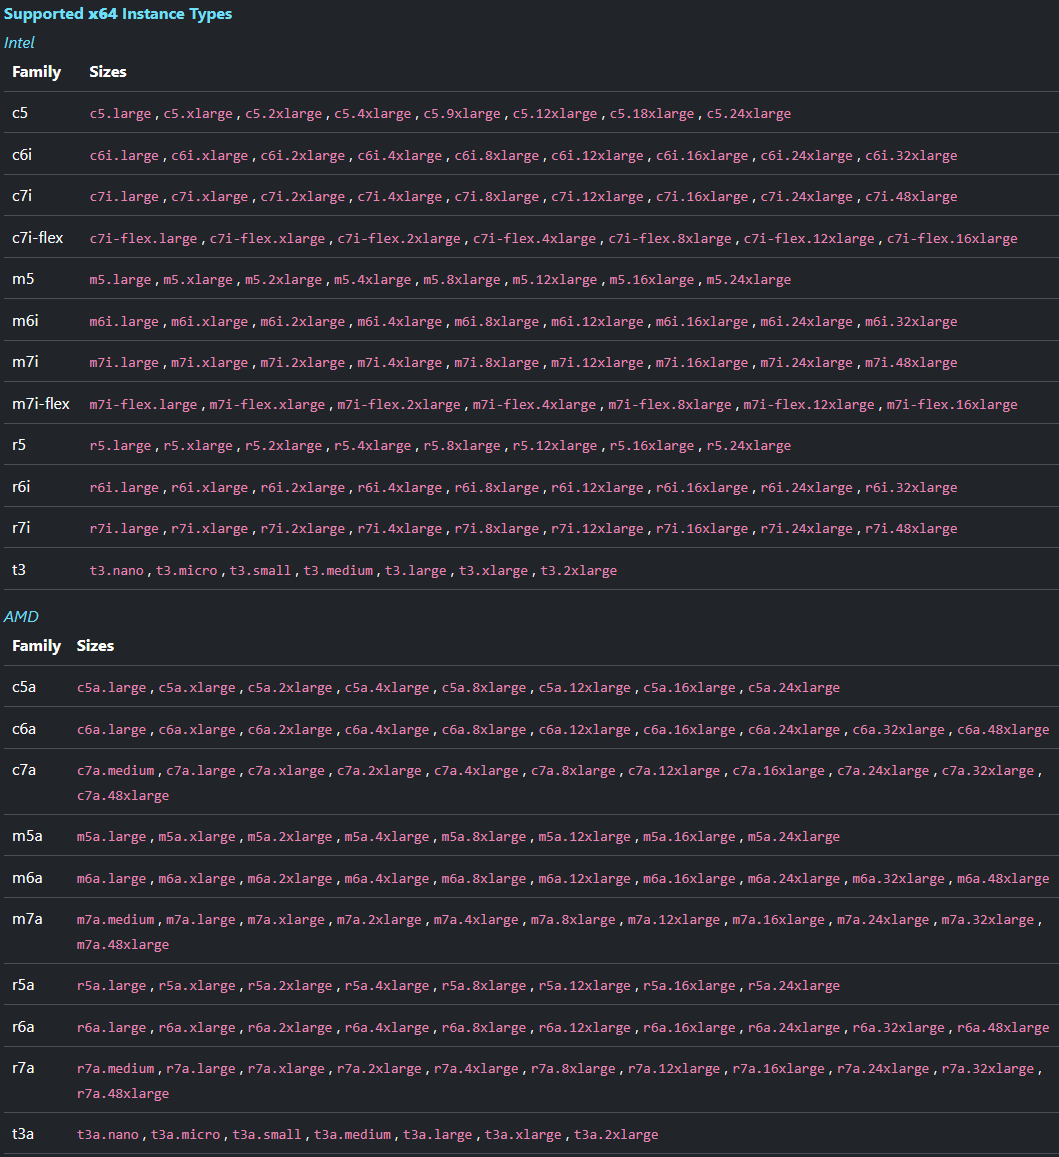 Supported x64 Instance Types
Intel
Family Sizes
c5 c5.large, c5.xlarge, c5.2xlarge, c5.4xlarge, c5.9xlarge, c5.12xlarge, c5.18xlarge, c5.24xlarge
c6i c6i.large, c6i.xlarge, c6i.2xlarge, c6i.4xlarge, c6i.8xlarge, c6i.12xlarge, c6i.16xlarge, c6i.24xlarge, c6i.32xlarge
c7i c7i.large, c7i.xlarge, c7i.2xlarge, c7i.4xlarge, c7i.8xlarge, c7i.12xlarge, c7i.16xlarge, c7i.24xlarge, c7i.48xlarge
c7i-flex c7i-flex.large, c7i-flex.xlarge, c7i-flex.2xlarge, c7i-flex.4xlarge, c7i-flex.8xlarge, c7i-flex.12xlarge, c7i-flex.16xlarge
m5 m5.large, m5.xlarge, m5.2xlarge, m5.4xlarge, m5.8xlarge, m5.12xlarge, m5.16xlarge, m5.24xlarge
m6i m6i.large, m6i.xlarge, m6i.2xlarge, m6i.4xlarge, m6i.8xlarge, m6i.12xlarge, m6i.16xlarge, m6i.24xlarge, m6i.32xlarge
m7i m7i.large, m7i.xlarge, m7i.2xlarge, m7i.4xlarge, m7i.8xlarge, m7i.12xlarge, m7i.16xlarge, m7i.24xlarge, m7i.48xlarge
m7i-flex m7i-flex.large, m7i-flex.xlarge, m7i-flex.2xlarge, m7i-flex.4xlarge, m7i-flex.8xlarge, m7i-flex.12xlarge, m7i-flex.16xlarge
r5 r5.large, r5.xlarge, r5.2xlarge, r5.4xlarge, r5.8xlarge, r5.12xlarge, r5.16xlarge, r5.24xlarge
r6i r6i.large, r6i.xlarge, r6i.2xlarge, r6i.4xlarge, r6i.8xlarge, r6i.12xlarge, r6i.16xlarge, r6i.24xlarge, r6i.32xlarge
r7i r7i.large, r7i.xlarge, r7i.2xlarge, r7i.4xlarge, r7i.8xlarge, r7i.12xlarge, r7i.16xlarge, r7i.24xlarge, r7i.48xlarge
t3 t3.nano, t3.micro, t3.small, t3.medium, t3.large, t3.xlarge, t3.2xlarge
AMD
Family Sizes
c5a c5a.large, c5a.xlarge, c5a.2xlarge, c5a.4xlarge, c5a.8xlarge, c5a.12xlarge, c5a.16xlarge, c5a.24xlarge
c6a c6a.large, c6a.xlarge, c6a.2xlarge, c6a.4xlarge, c6a.8xlarge, c6a.12xlarge, c6a.16xlarge, c6a.24xlarge, c6a.32xlarge, c6a.48xlarge
c7a c7a.medium, c7a.large, c7a.xlarge, c7a.2xlarge, c7a.4xlarge, c7a.8xlarge, c7a.12xlarge, c7a.16xlarge, c7a.24xlarge, c7a.32xlarge,
c7a.48xlarge
m5a m5a.large, m5a.xlarge, m5a.2xlarge, m5a.4xlarge, m5a.8xlarge, m5a.12xlarge, m5a.16xlarge, m5a.24xlarge
m6a m6a.large, m6a.xlarge, m6a.2xlarge, m6a.4xlarge, m6a.8xlarge, m6a.12xlarge, m6a.16xlarge, m6a.24xlarge, m6a.32xlarge, m6a.48xlarge
m7a m7a.medium, m7a.large, m7a.xlarge, m7a.2xlarge, m7a.4xlarge, m7a.8xlarge, m7a.12xlarge, m7a.16xlarge, m7a.24xlarge, m7a.32xlarge,
m7a.48xlarge
r5a r5a.large, r5a.xlarge, r5a.2xlarge, r5a.4xlarge, r5a.8xlarge, r5a.12xlarge, r5a.16xlarge, r5a.24xlarge
r6a r6a.large, r6a.xlarge, r6a.2xlarge, r6a.4xlarge, r6a.8xlarge, r6a.12xlarge, r6a.16xlarge, r6a.24xlarge, r6a.32xlarge, r6a.48xlarge
r7a r7a.medium, r7a.large, r7a.xlarge, r7a.2xlarge, r7a.4xlarge, r7a.8xlarge, r7a.12xlarge, r7a.16xlarge, r7a.24xlarge, r7a.32xlarge,
r7a.48xlarge
t3a t3a.nano, t3a.micro, t3a.small, t3a.medium, t3a.large, t3a.xlarge, t3a.2xlarge